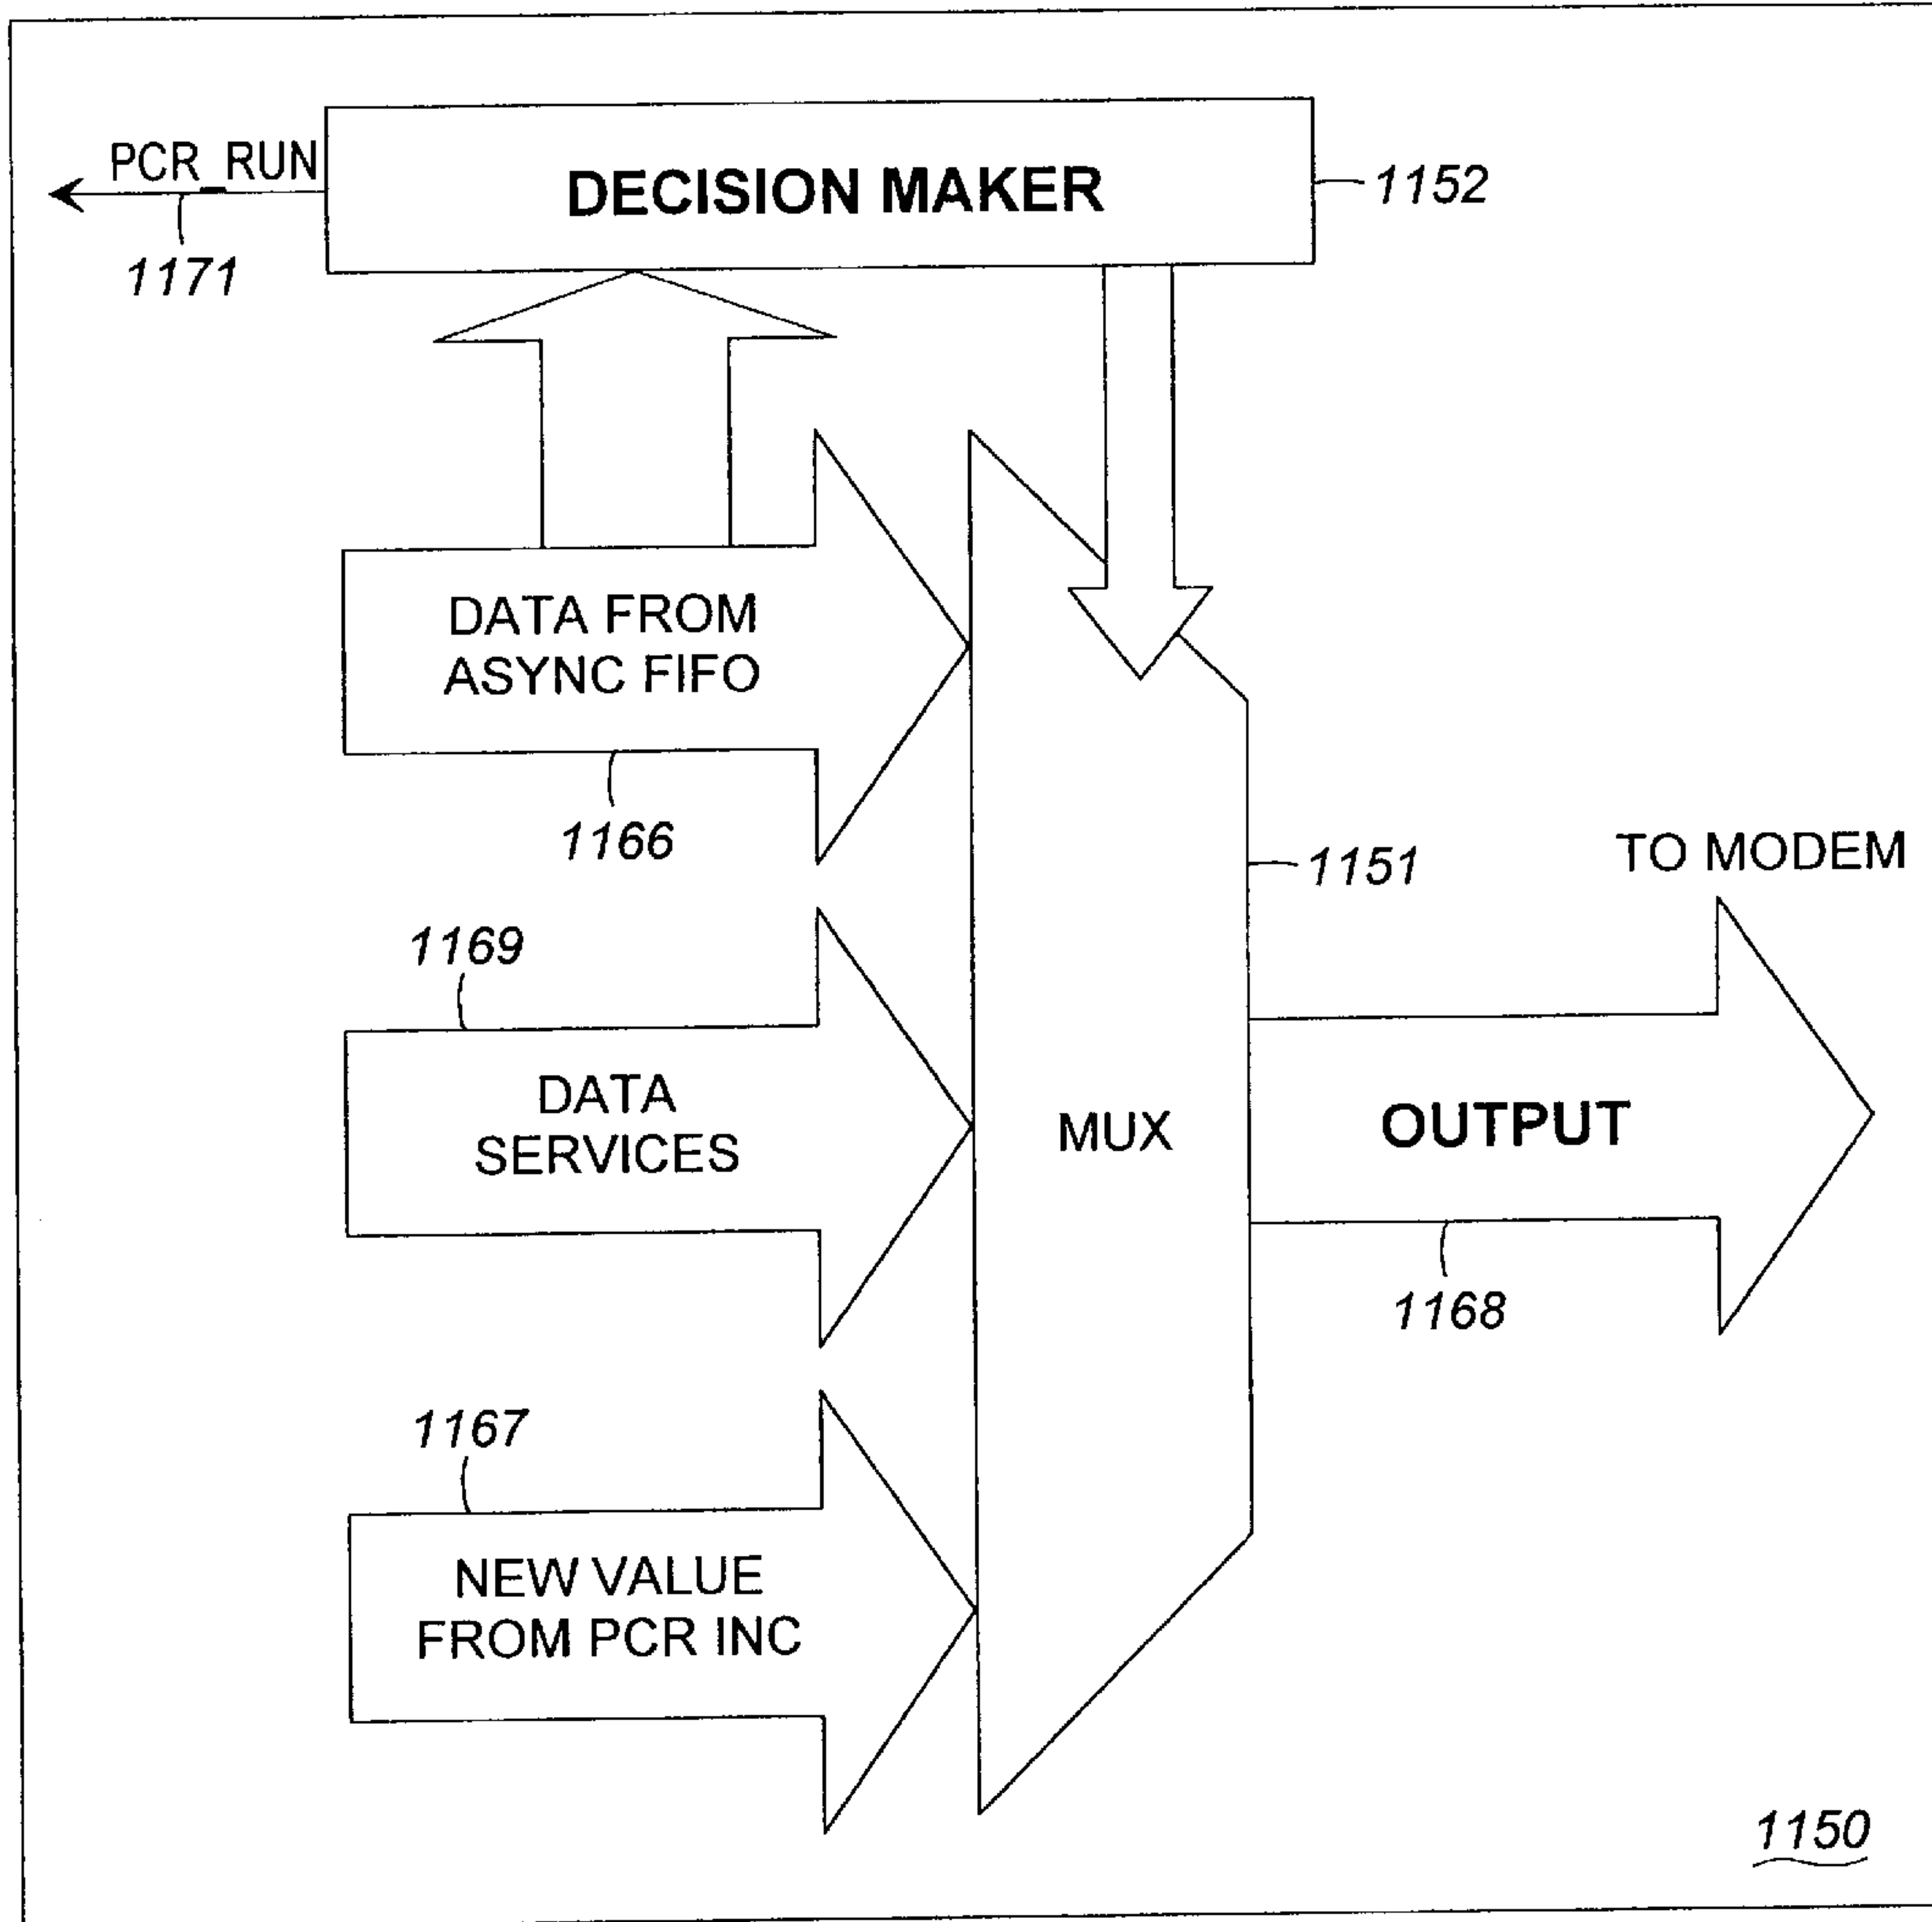 PCR_RUN
DECISION MAKER
1152
1171
DATA FROM
ASYNC FIFO
1166
1151
TO MODEM
1169
DATA
SERVICES
MUX
OUTPUT
1168
1167
NEW VALUE
FROM PCR INC
1150